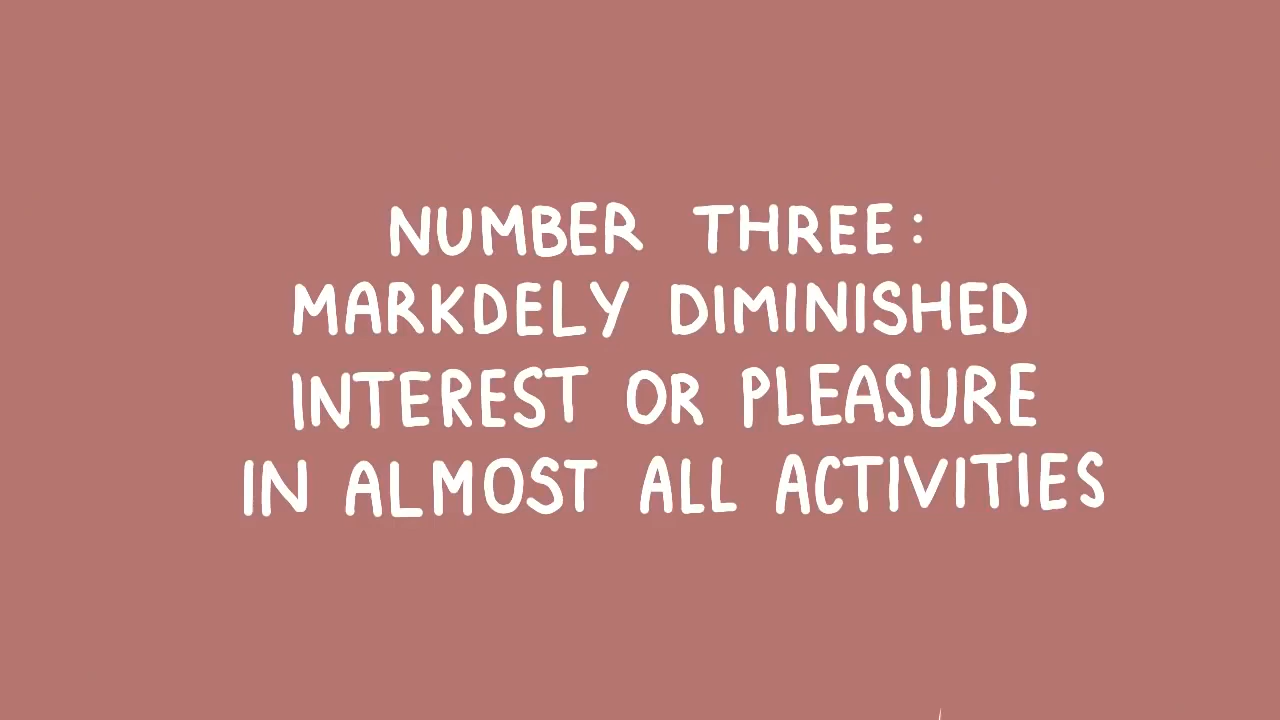 NUMBER THREE:
MARKDELY DIMINISHED
INTEREST OR PLEASURE
IN ALMOST ALL ACTIVITIES